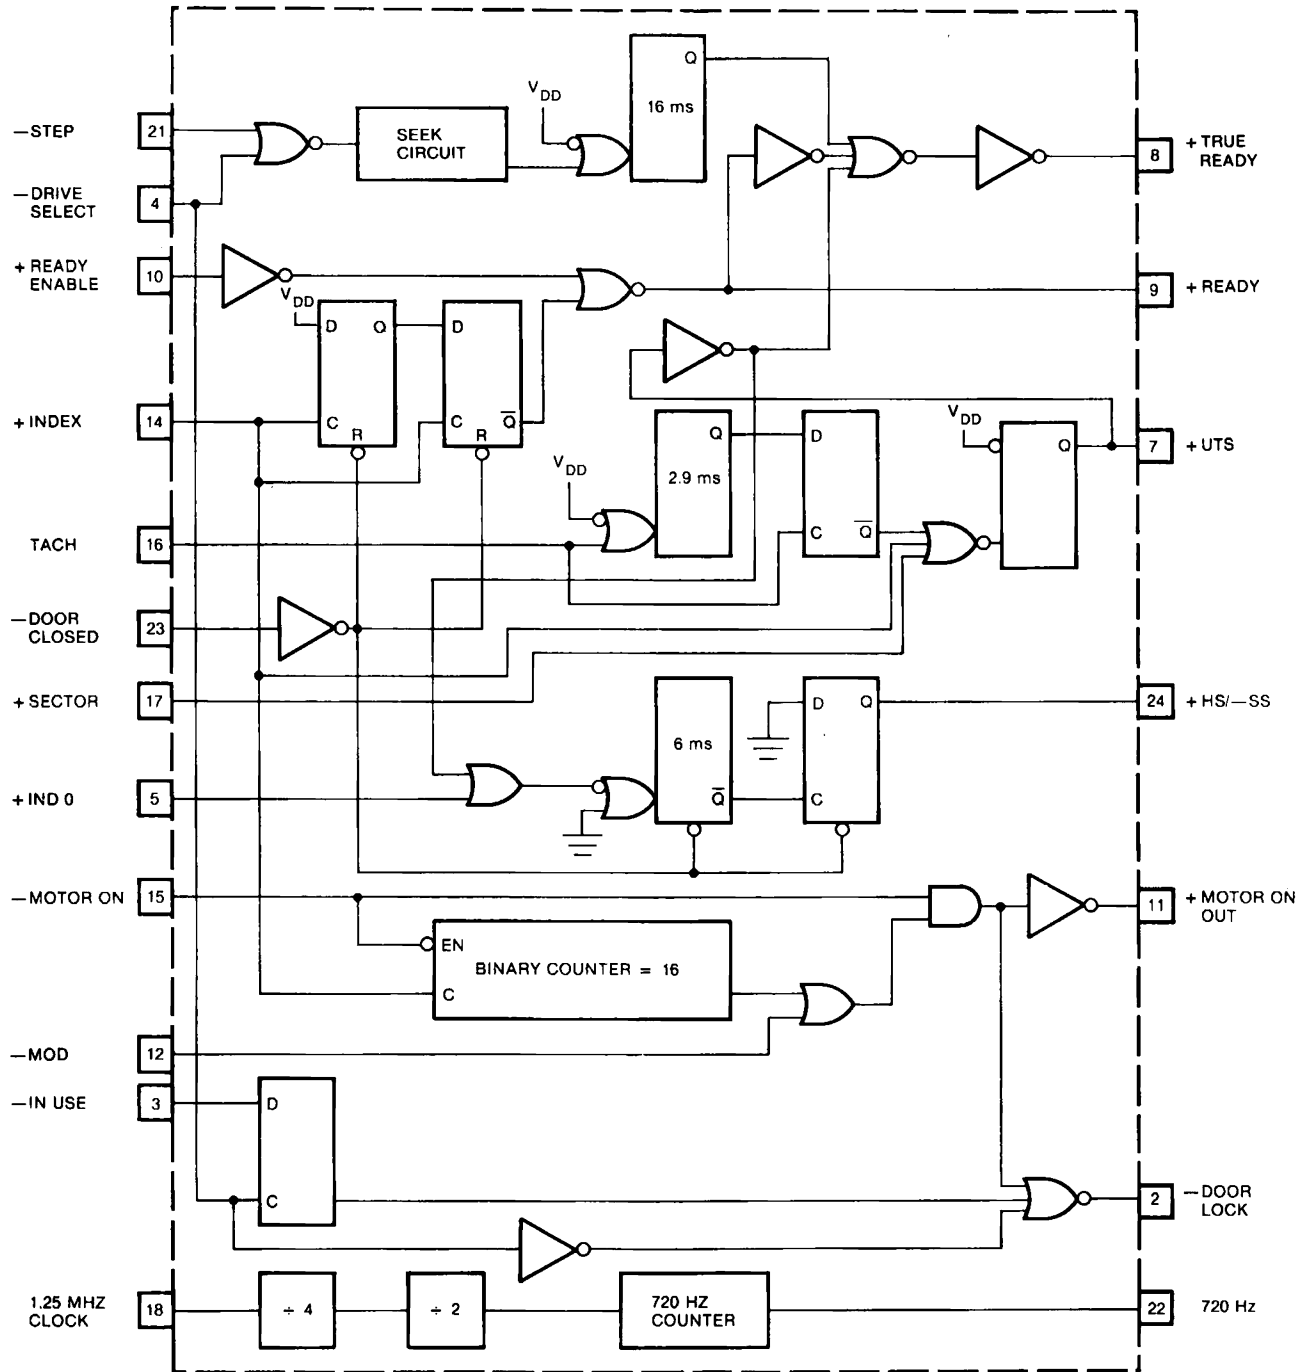 Q
V DD
16 ms
—STEP
21
SEEK
CIRCUIT
8
+ TRUE
READY
—DRIVE
SELECT
4
+ READY
ENABLE
10
9
+ READY
V DD
D
Q
D
+ INDEX
14
C
R
C
Q
R
V DD
Q
D
V DD
Q
7
+ UTS
2.9 ms
TACH
16
C
Q
—DOOR
CLOSED
23
+ SECTOR
17
6 ms
D
Q
24
+ HS/—SS
+ IND 0
5
Q
C
—MOTOR ON
15
11
+ MOTOR ON
OUT
EN
BINARY COUNTER = 16
C
—MOD
12
—IN USE
3
D
C
2
—DOOR
LOCK
1.25 MHZ
CLOCK
18
÷ 4
÷ 2
720 HZ
COUNTER
22
720 Hz